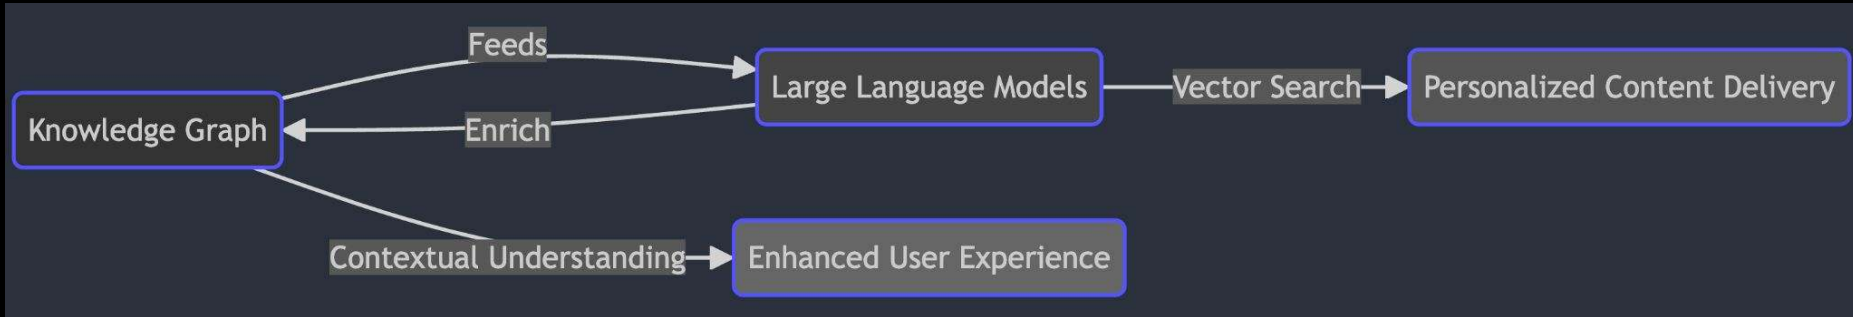 Feeds
Large Language Models
Vector Search
Personalized Content Delivery
Knowledge Graph
Enrich
Contextual Understanding
Enhanced User Experience